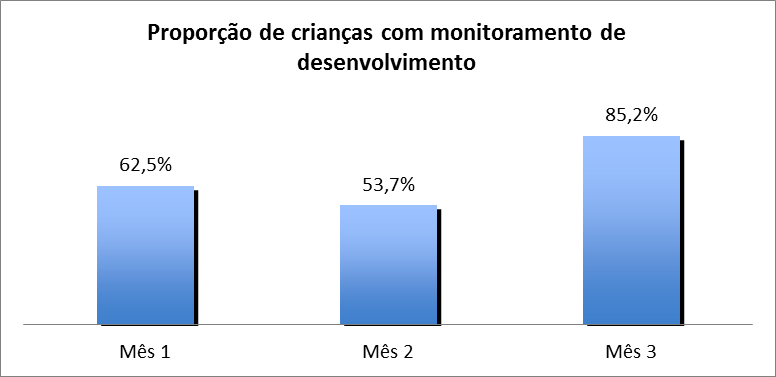 Proporção de crianças com monitoramento de
desenvolvimento
85,2%
62,5%
53,7%
Mês 1
Mês 2
Mês 3